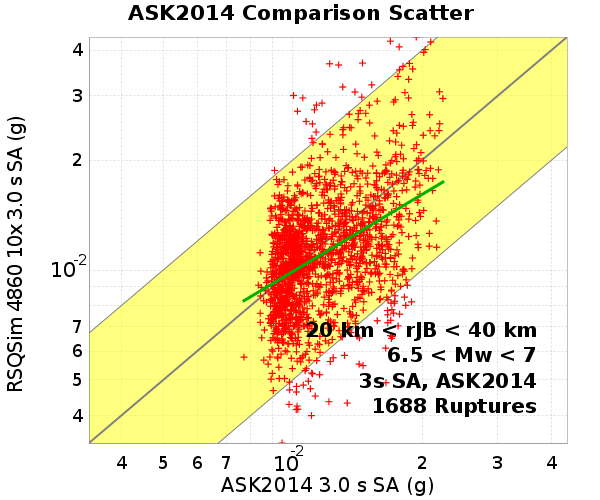 ASK2014 Comparison Scatter
RSQSim 4860 10x 3.0 s SA (g)
4
3
2
10-2
7
6
5
4
20 km < rJB < 40 km
6.5 < Mw < 7
3s SA, ASK2014
1688 Ruptures
4 5 6 7 10-2 2 3 4
ASK2014 3.0 s SA (g)